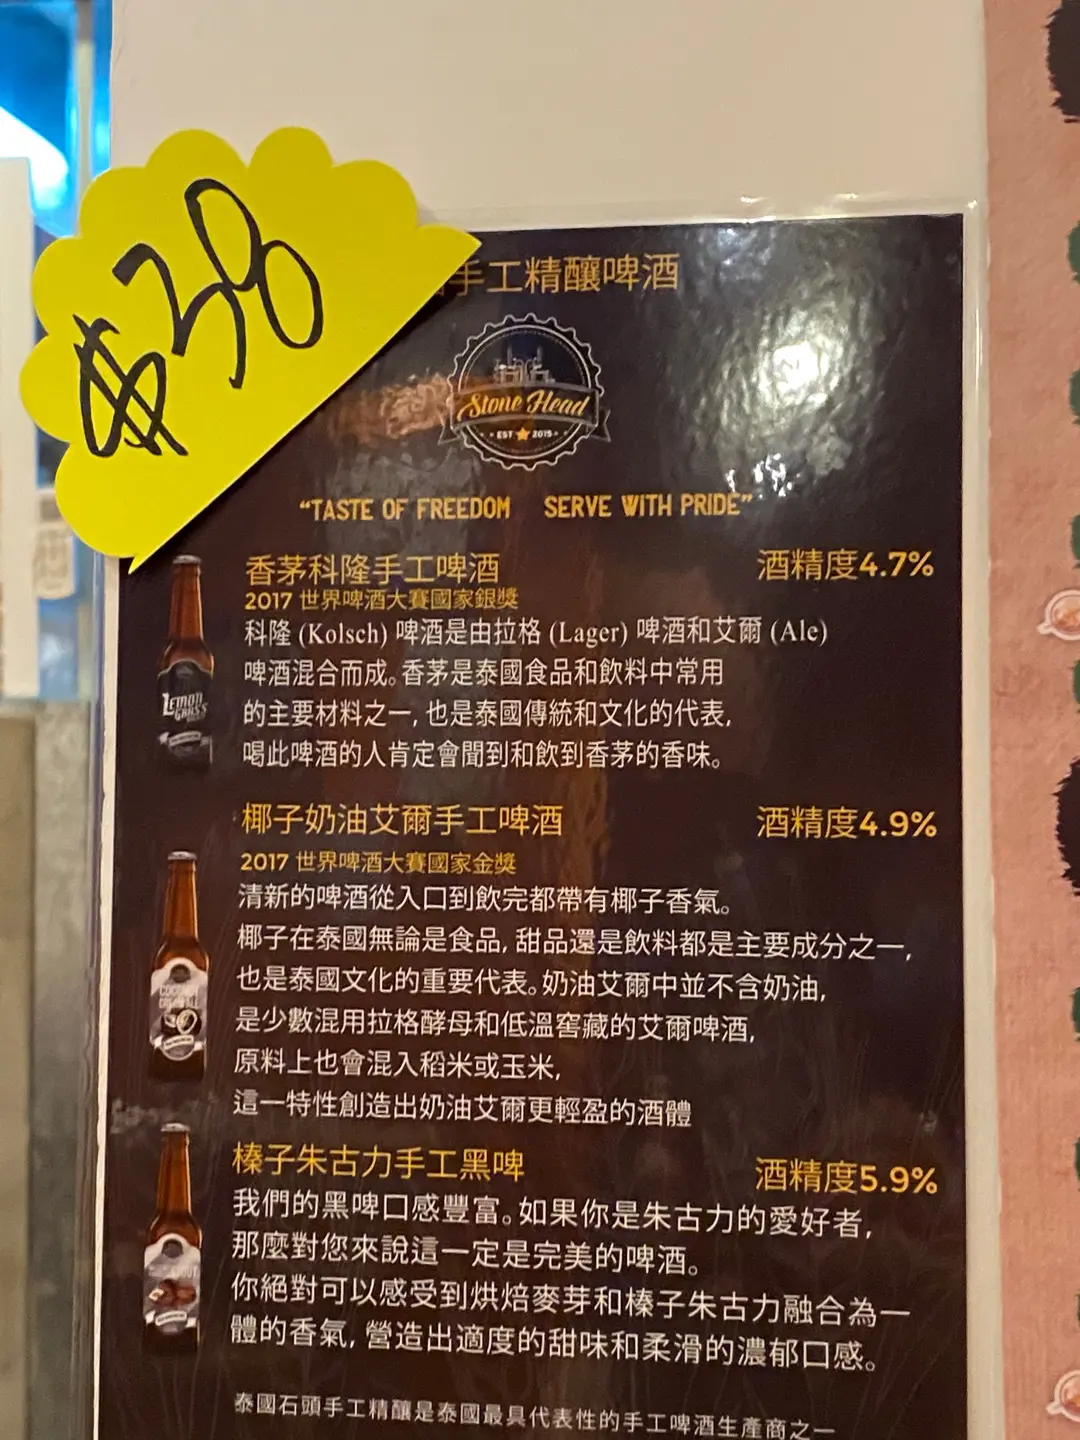 $38
手工精釀啤酒
Stone Head
EST 2015
“TASTE OF FREEDOM SERVE WITH PRIDE”
香茅科隆手工啤酒 酒精度4.7%
2017 世界啤酒大賽國家銀獎
科隆 (Kolsch) 啤酒是由拉格 (Lager) 啤酒和艾爾 (Ale)
啤酒混合而成。香茅是泰國食品和飲料中常用
的主要材料之一, 也是泰國傳統和文化的代表,
喝此啤酒的人肯定會聞到和飲到香茅的香味。
LEMON GRASS
椰子奶油艾爾手工啤酒 酒精度4.9%
2017 世界啤酒大賽國家金獎
清新的啤酒從入口到飲完都帶有椰子香氣。
椰子在泰國無論是食品, 甜品還是飲料都是主要成分之一,
也是泰國文化的重要代表。奶油艾爾中並不含奶油,
是少數混用拉格酵母和低溫窖藏的艾爾啤酒,
原料上也會混入稻米或玉米,
這一特性創造出奶油艾爾更輕盈的酒體
COCONUT
榛子朱古力手工黑啤 酒精度5.9%
我們的黑啤口感豐富。如果你是朱古力的愛好者,
那麼對您來說這一定是完美的啤酒。
你絕對可以感受到烘焙麥芽和榛子朱古力融合為一
體的香氣, 營造出適度的甜味和柔滑的濃郁口感。
泰國石頭手工精釀是泰國最具代表性的手工啤酒生產商之一